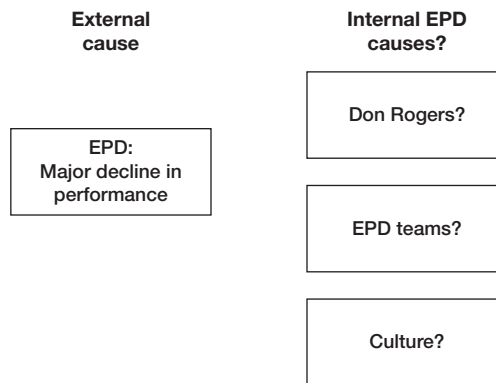 External
cause
EPD:
Major decline in
performance
Internal EPD
causes?
Don Rogers?
EPD teams?
Culture?